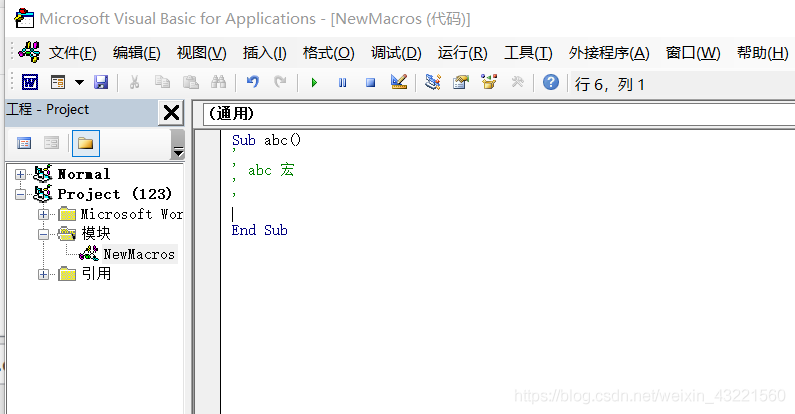 Microsoft Visual Basic for Applications - [NewMacros (代码)]
文件(F) 编辑(E) 视图(V) 插入(I) 格式(O) 调试(D) 运行(R) 工具(T) 外接程序(A) 窗口(W) 帮助(H)
行 6，列 1
工程 - Project
(通用)
Normal
Project (123)
Microsoft Wor
模块
NewMacros
引用
Sub abc()
'
' abc 宏
'
'
End Sub
https://blog.csdn.net/weixin_43221560